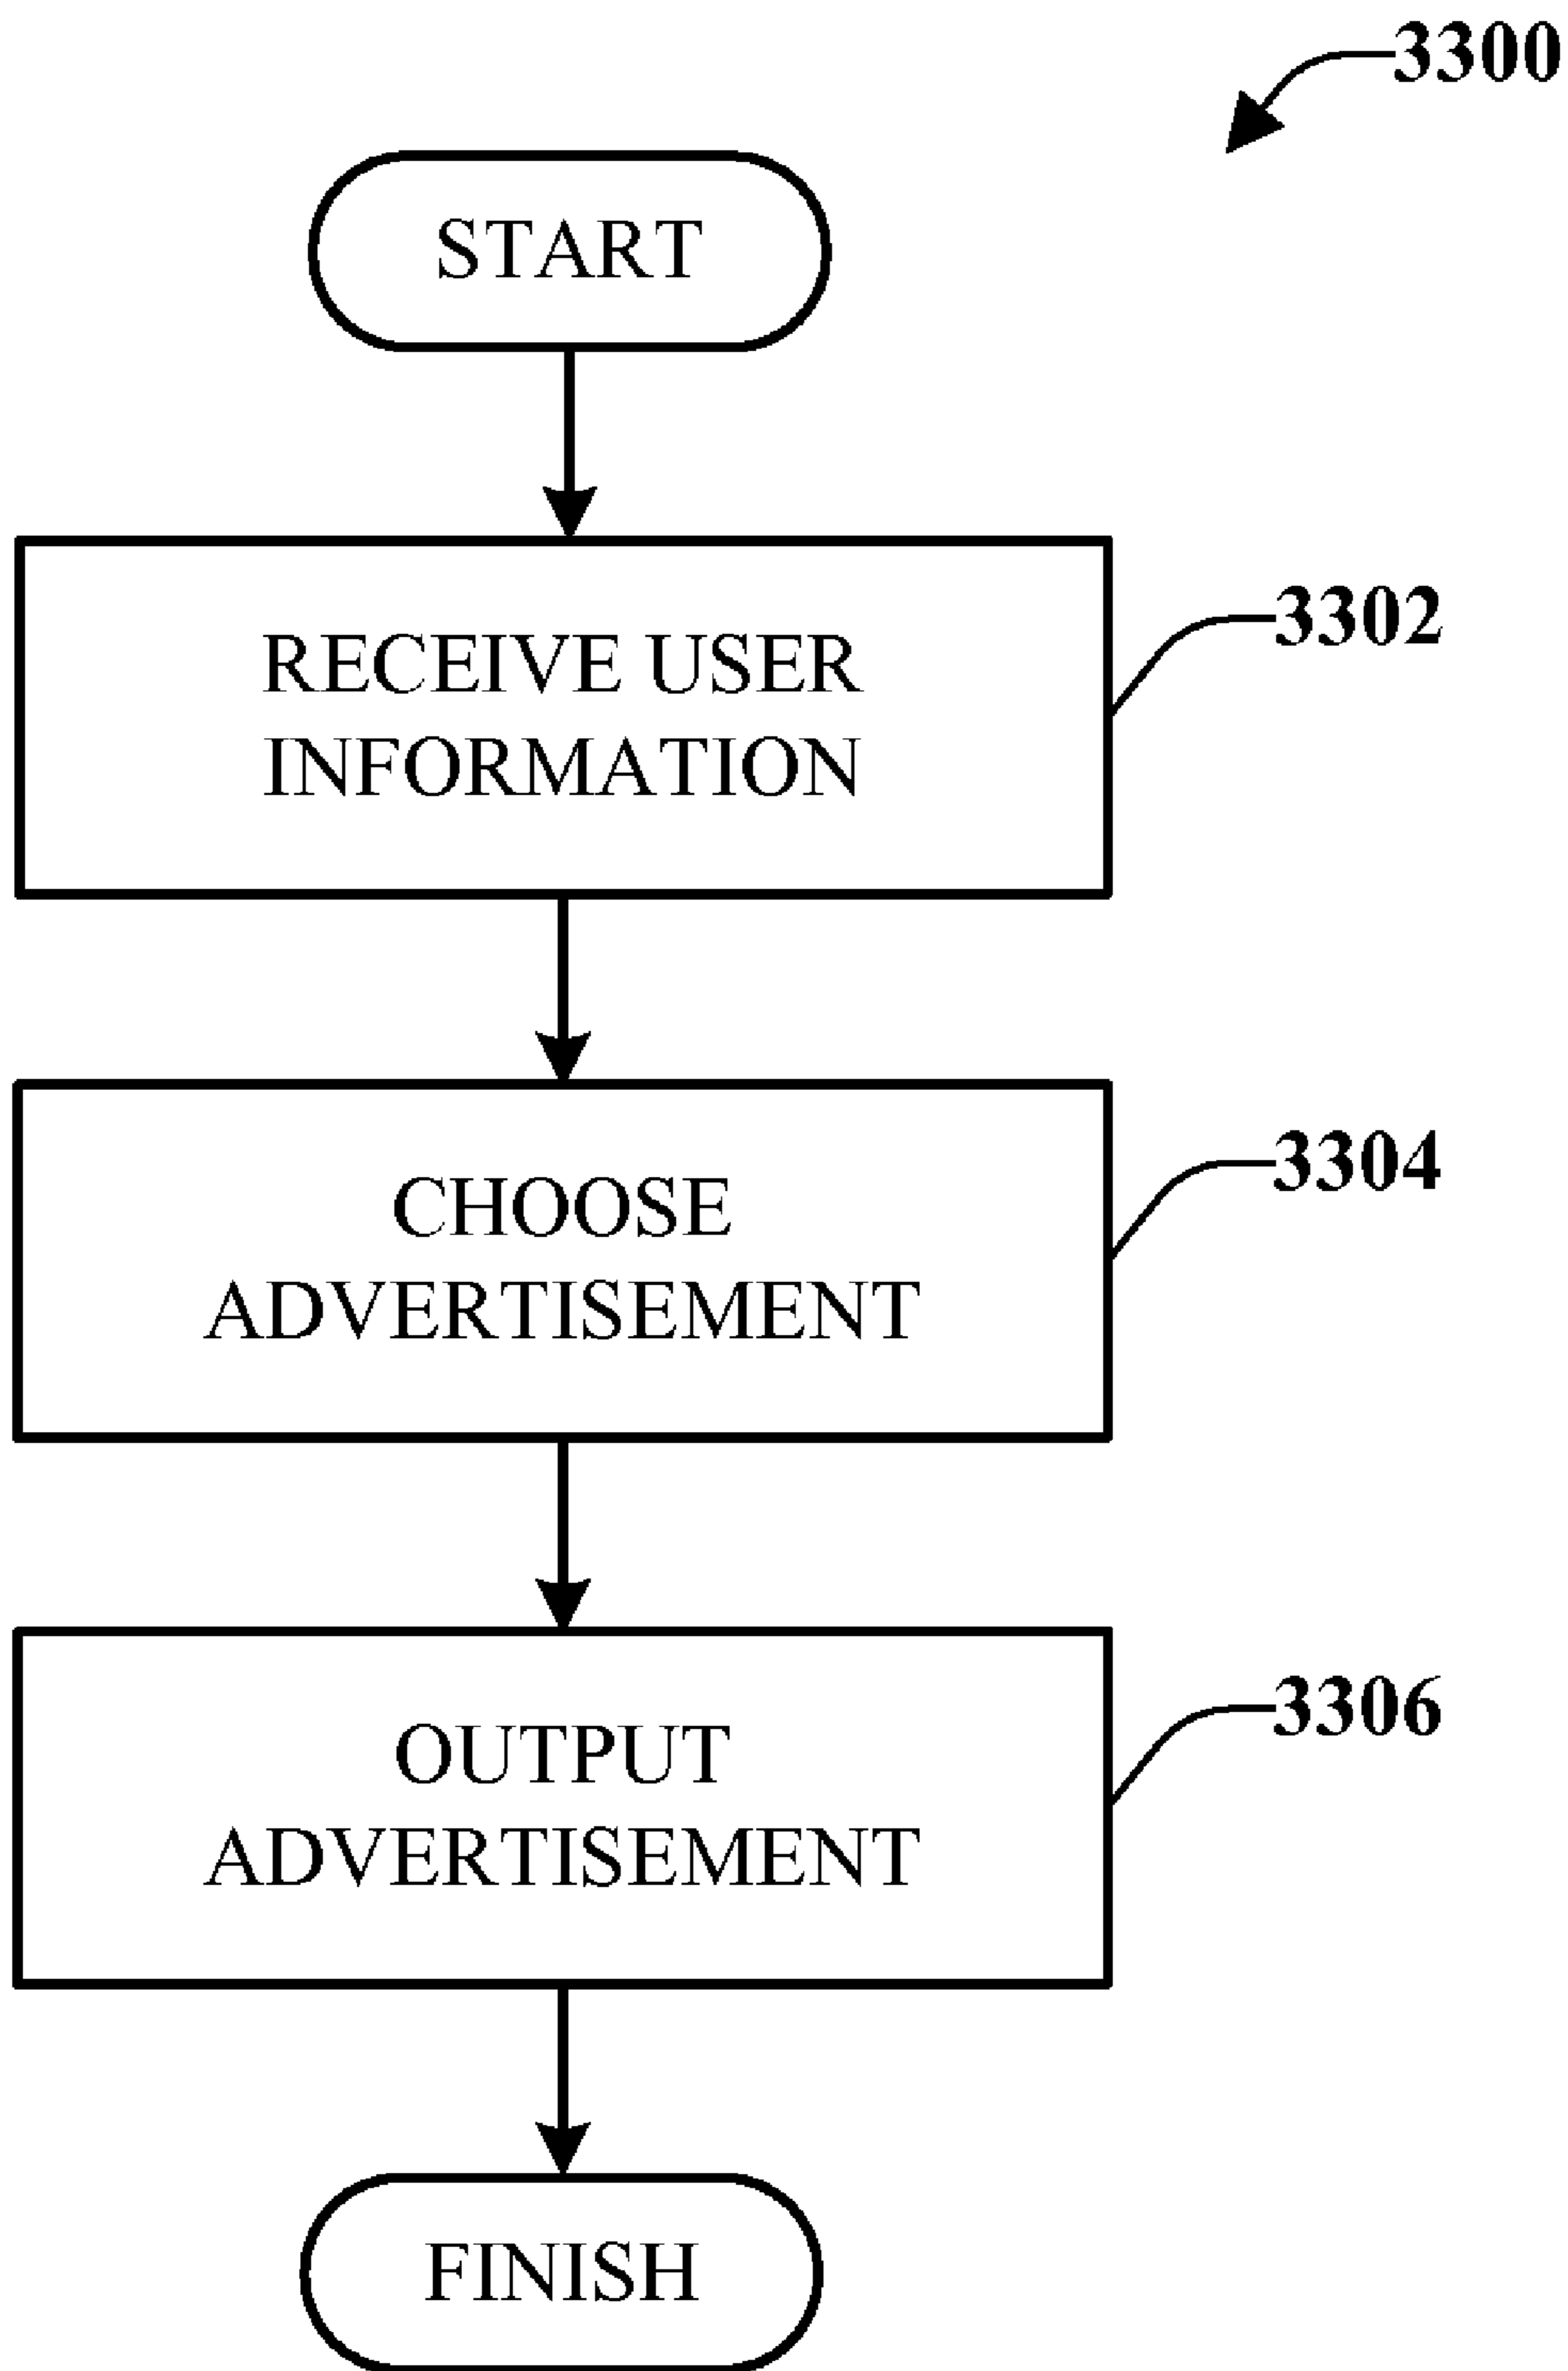 3300
START
RECEIVE USER
INFORMATION
3302
CHOOSE
ADVERTISEMENT
3304
OUTPUT
ADVERTISEMENT
3306
FINISH